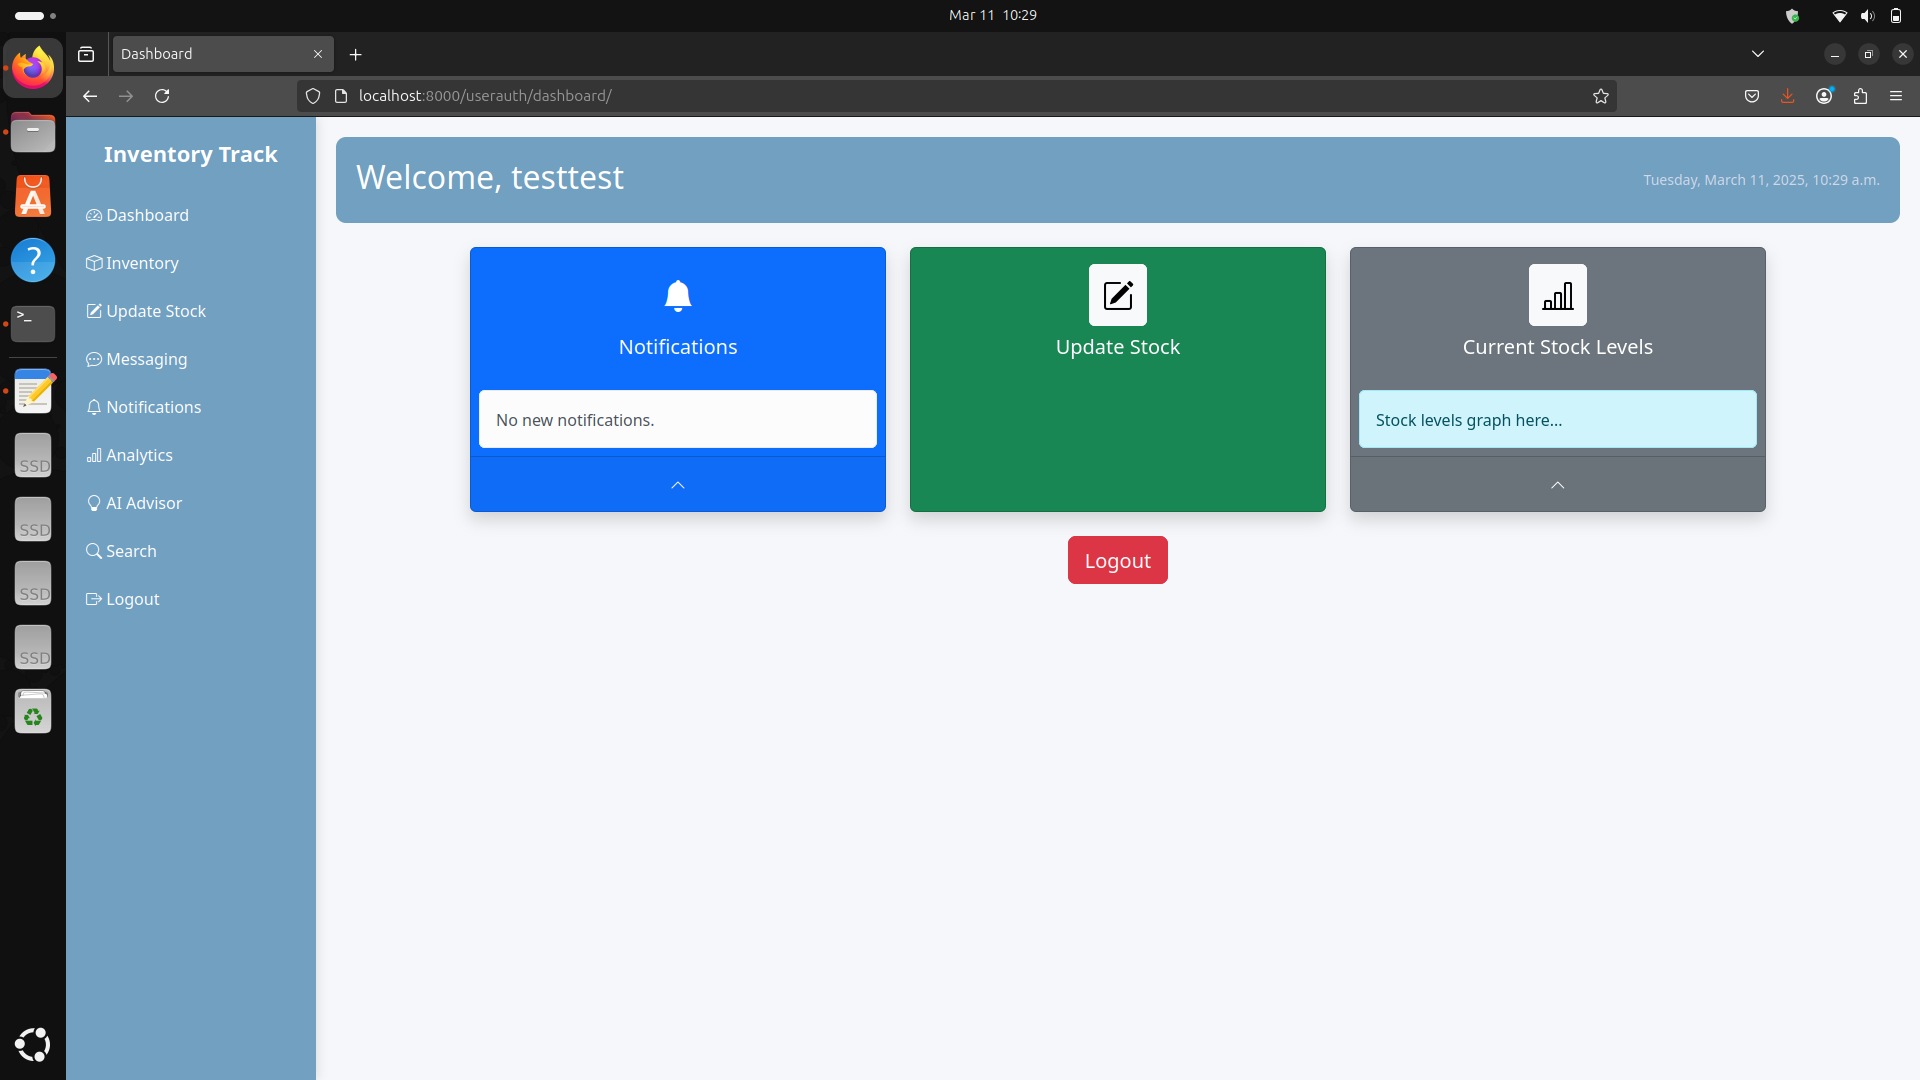 Mar 11 10:29
Dashboard
localhost:8000/userauth/dashboard/
Inventory Track
Dashboard
Inventory
Update Stock
Messaging
Notifications
Analytics
AI Advisor
Search
Logout
Welcome, testtest
Tuesday, March 11, 2025, 10:29 a.m.
Notifications
No new notifications.
Update Stock
Current Stock Levels
Stock levels graph here...
Logout
>_
?
SSD
SSD
SSD
SSD